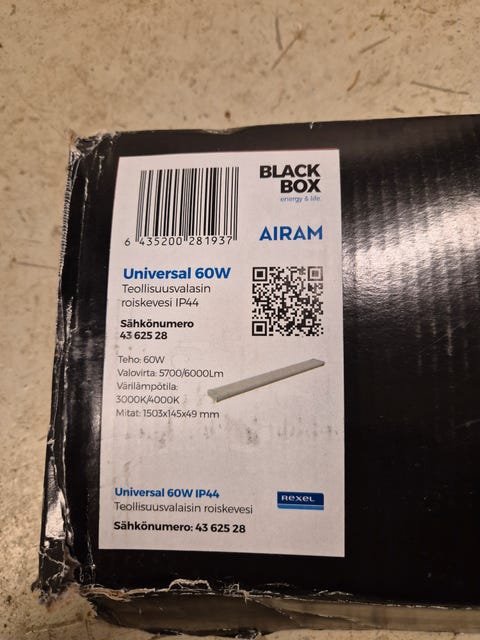 BLACK
BOX
energy & life
6 435200 281937
AIRAM
Universal 60W
Teollisuusvalasin
roiskevesi IP44
Sähkönumero
43 625 28
Teho: 60W
Valovirta: 5700/6000Lm
Värilämpötila:
3000K/4000K
Mitat: 1503x145x49 mm
Universal 60W IP44
Teollisuusvalaisin roiskevesi
Sähkönumero: 43 625 28
REXEL